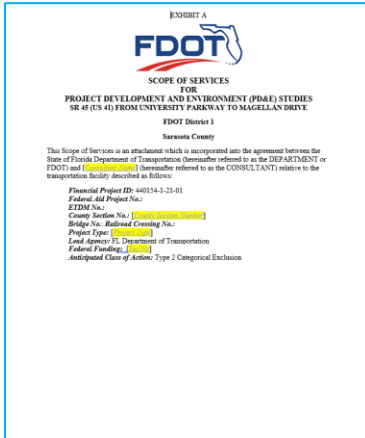 EXHIBIT A
FDOT
SCOPE OF SERVICES
FOR
PROJECT DEVELOPMENT AND ENVIRONMENT (PD&E) STUDIES
SR 45 (US 41) FROM UNIVERSITY PARKWAY TO MAGELLAN DRIVE
FDOT District 1
Sarasota County
This Scope of Services is an attachment which is incorporated into the agreement between the
State of Florida Department of Transportation (hereinafter referred to as the DEPARTMENT or
FDOT) and [Consultant Name] (hereinafter referred to as the CONSULTANT) relative to the
transportation facility described as follows:
Financial Project ID: 440154-1-21-01
Federal Aid Project No.:
ETDM No.:
County Section No.: [County Section Number]
Bridge No.: Railroad Crossing No.:
Project Type: [Project Type]
Lead Agency: FL Department of Transportation
Federal Funding: [Yes/No]
Anticipated Class of Action: Type 2 Categorical Exclusion